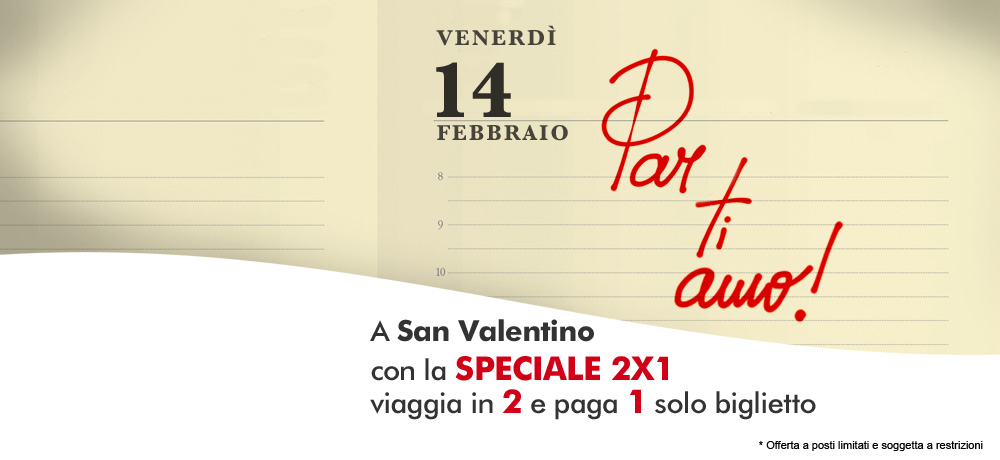 VENERDÌ
14
FEBBRAIO
Par
ti
amo!
8
9
10
A San Valentino
con la SPECIALE 2X1
viaggia in 2 e paga 1 solo biglietto
* Offerta a posti limitati e soggetta a restrizioni